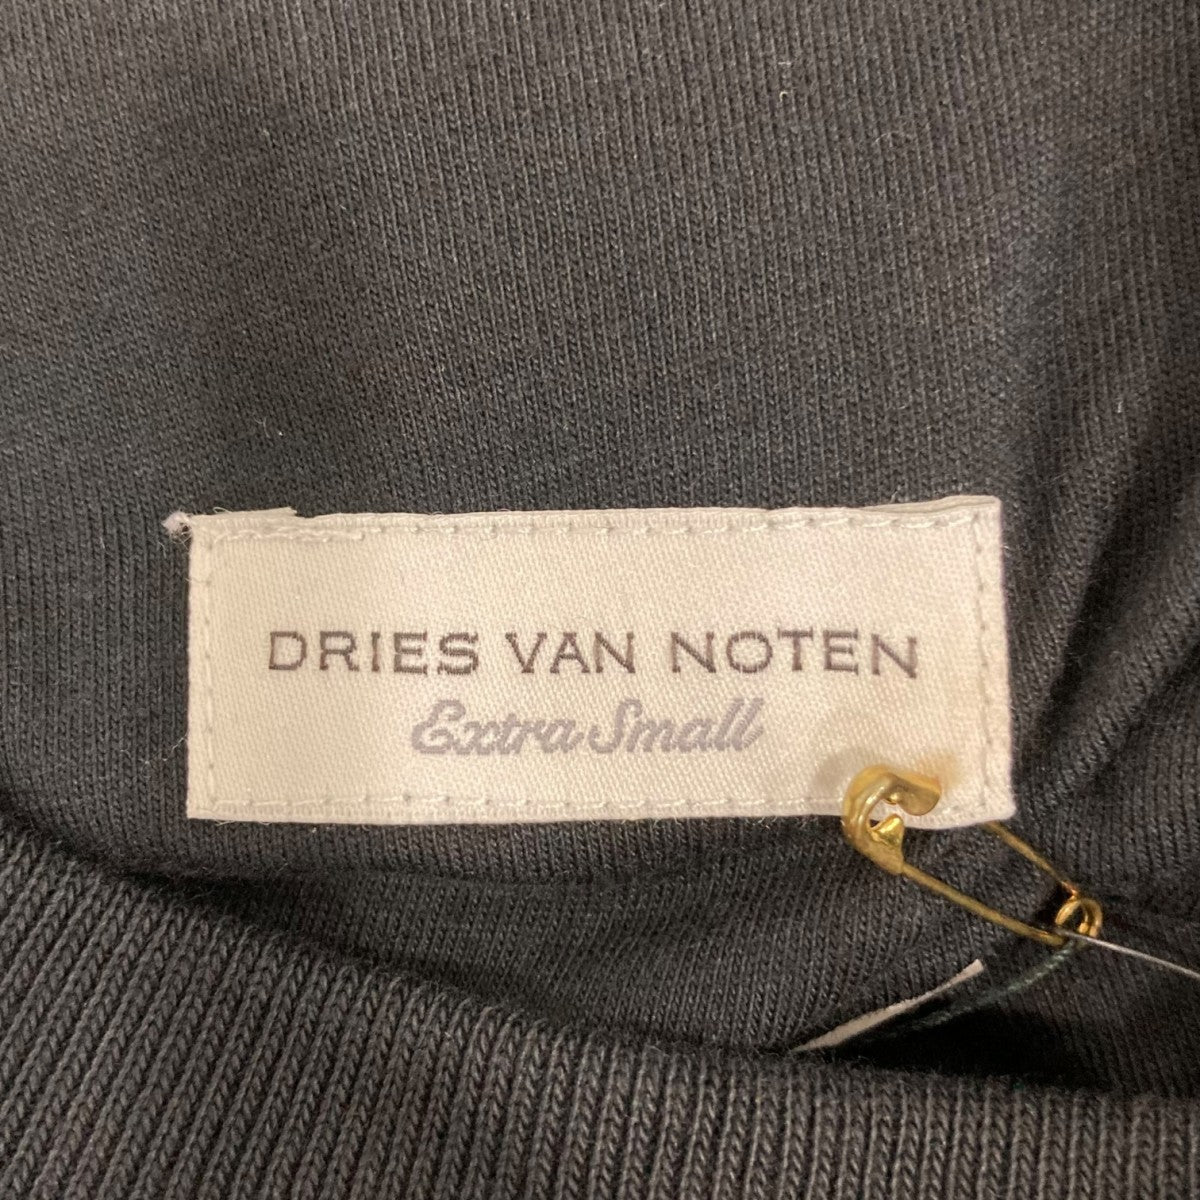 DRIES VAN NOTEN
Extra Small